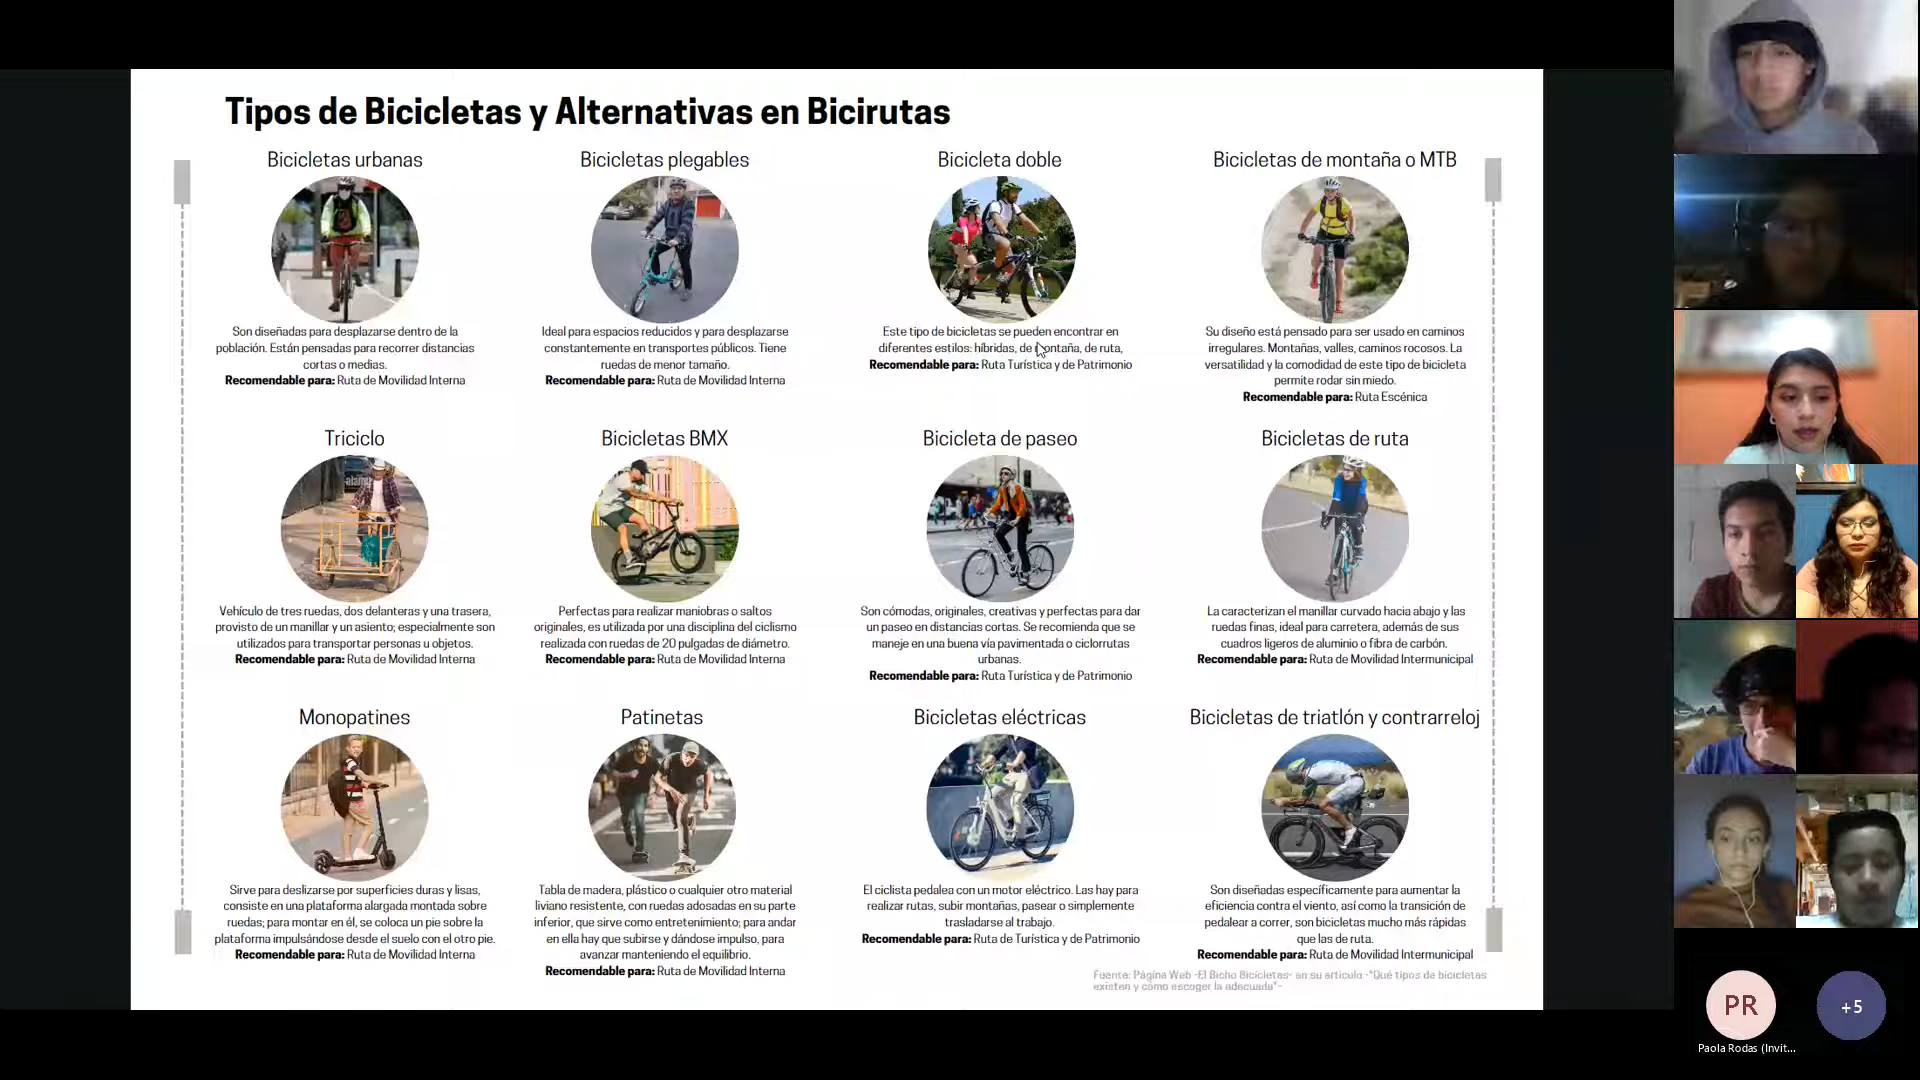 Tipos de Bicicletas y Alternativas en Bicirutas
Bicicletas urbanas
Son diseñadas para desplazarse dentro de la
población. Están pensadas para recorrer distancias
cortas o medias.
Recomendable para: Ruta de Movilidad Interna
Bicicletas plegables
Ideal para espacios reducidos y para desplazarse
constantemente en transportes públicos. Tiene
ruedas de menor tamaño.
Recomendable para: Ruta de Movilidad Interna
Bicicleta doble
Este tipo de bicicletas se pueden encontrar en
diferentes estilos: híbridas, de montaña, de ruta,
Recomendable para: Ruta Turística y de Patrimonio
Bicicletas de montaña o MTB
Su diseño está pensado para ser usado en caminos
irregulares. Montañas, valles, caminos rocosos. La
versatilidad y la comodidad de este tipo de bicicleta
permite rodar sin miedo.
Recomendable para: Ruta Escénica
Triciclo
Vehículo de tres ruedas, dos delanteras y una trasera,
provisto de un manillar y un asiento; especialmente son
utilizados para transportar personas u objetos.
Recomendable para: Ruta de Movilidad Interna
Bicicletas BMX
Perfectas para realizar maniobras o saltos
originales, es utilizada por una disciplina del ciclismo
realizada con ruedas de 20 pulgadas de diámetro.
Recomendable para: Ruta de Movilidad Interna
Bicicleta de paseo
Son cómodas, originales, creativas y perfectas para dar
un paseo en distancias cortas. Se recomienda que se
maneje en una buena vía pavimentada o ciclorrutas
urbanas.
Recomendable para: Ruta Turística y de Patrimonio
Bicicletas de ruta
La caracterizan el manillar curvado hacia abajo y las
ruedas finas, ideal para carretera, además de sus
cuadros ligeros de aluminio o fibra de carbón.
Recomendable para: Ruta de Movilidad Intermunicipal
Monopatines
Sirve para deslizarse por superficies duras y lisas,
consiste en una plataforma alargada montada sobre
ruedas; para montar en él, se coloca un pie sobre la
plataforma impulsándose desde el suelo con el otro pie.
Recomendable para: Ruta de Movilidad Interna
Patinetas
Tabla de madera, plástico o cualquier otro material
liviano resistente, con ruedas adosadas en su parte
inferior, que sirve como entretenimiento; para andar
en ella hay que subirse y dándose impulso, para
avanzar manteniendo el equilibrio.
Recomendable para: Ruta de Movilidad Interna
Bicicletas eléctricas
El ciclista pedalea con un motor eléctrico. Las hay para
realizar rutas, subir montañas, pasear o simplemente
trasladarse al trabajo.
Recomendable para: Ruta de Turística y de Patrimonio
Bicicletas de triatlón y contrarreloj
Son diseñadas específicamente para aumentar la
eficiencia contra el viento, así como la transición de
pedalear a correr, son bicicletas mucho más rápidas
que las de ruta.
Recomendable para: Ruta de Movilidad Intermunicipal
Fuente: Página Web -El Bicho Bicicletas- en su articulo -"Qué tipos de bicicletas
existen y cómo escoger la adecuada"-
PR
+5
Paola Rodas (Invit...